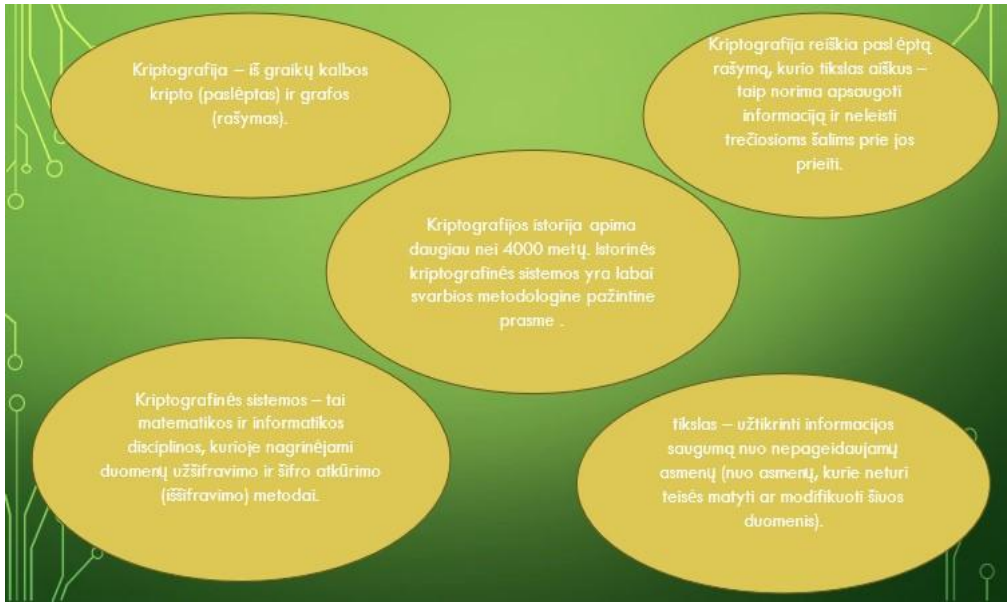 Kriptografija – iš graikų kalbos
kripto (paslėptas) ir grafos
(rašymas).
Kriptografija reiškia pasl ėptą
rašymą, kurio tikslas aiškus –
taip norima apsaugoti
informaciją ir neleisti
trečiosioms šalims prie jos
prieiti.
Kriptografijos istorija apima
daugiau nei 4000 metų. Istorinės
kriptografinės sistemos yra labai
svarbios metodologine pažintine
prasme .
Kriptografinės sistemos – tai
matematikos ir informatikos
disciplinos, kurioje nagrinėjami
duomenų užšifravimo ir šifro atkūrimo
(iššifravimo) metodai.
tikslas – užtikrinti informacijos
saugumą nuo nepageidaujamų
asmenų (nuo asmenų, kurie neturi
teisės matyti ar modifikuoti šiuos
duomenis).